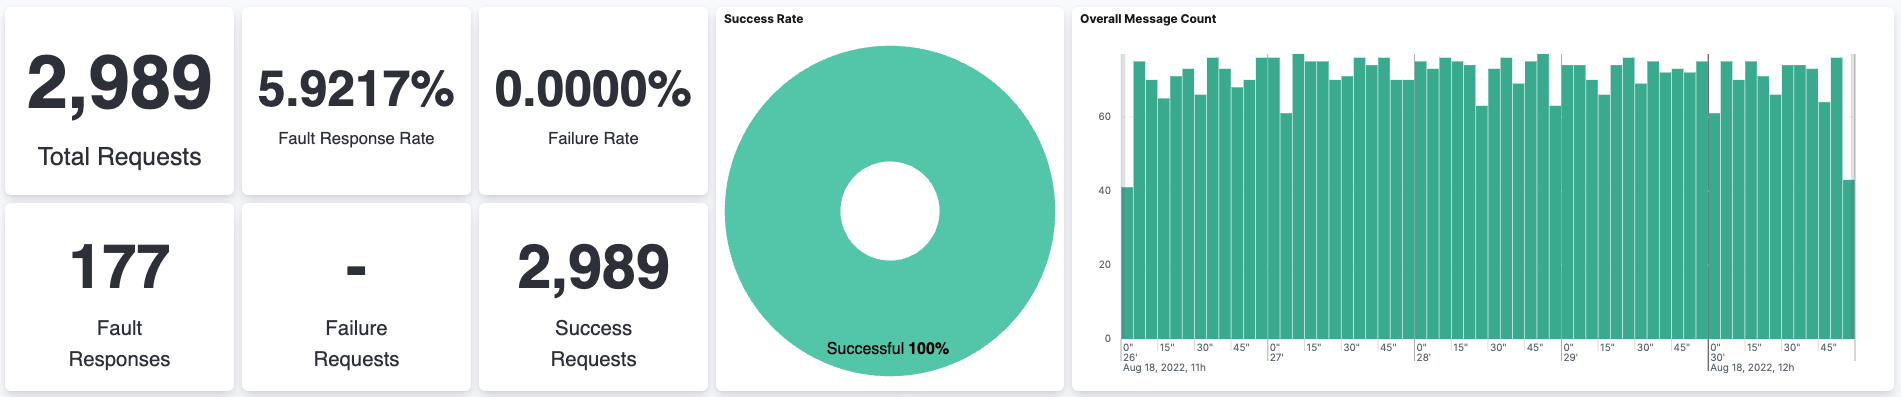 2,989
Total Requests
5.9217%
Fault Response Rate
0.0000%
Failure Rate
177
Fault
Responses
-
Failure
Requests
2,989
Success
Requests
Success Rate
Successful 100%
Overall Message Count
60
40
20
0
0" 15" 30" 45" 0" 15" 30" 45" 0" 15" 30" 45" 0" 15" 30" 45" 0" 15" 30" 45"
26' 27' 28' 29' 30'
Aug 18, 2022, 11h Aug 18, 2022, 12h